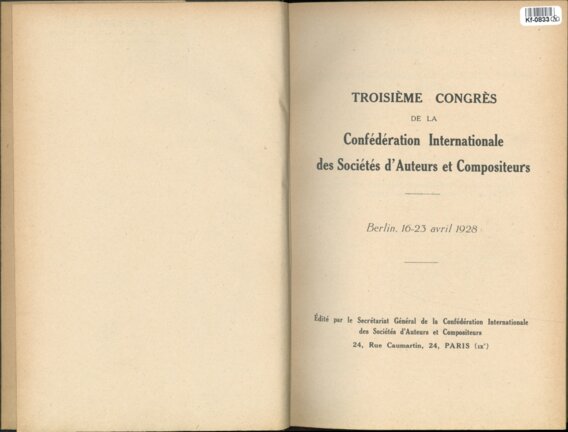 Kf-0833
TROISIÈME CONGRÈS
DE LA
Confédération Internationale
des Sociétés d'Auteurs et Compositeurs
Berlin, 16-23 avril 1928
Édité par le Secrétariat Général de la Confédération Internationale
des Sociétés d'Auteurs et Compositeurs
24, Rue Caumartin, 24, PARIS (IXᵉ)